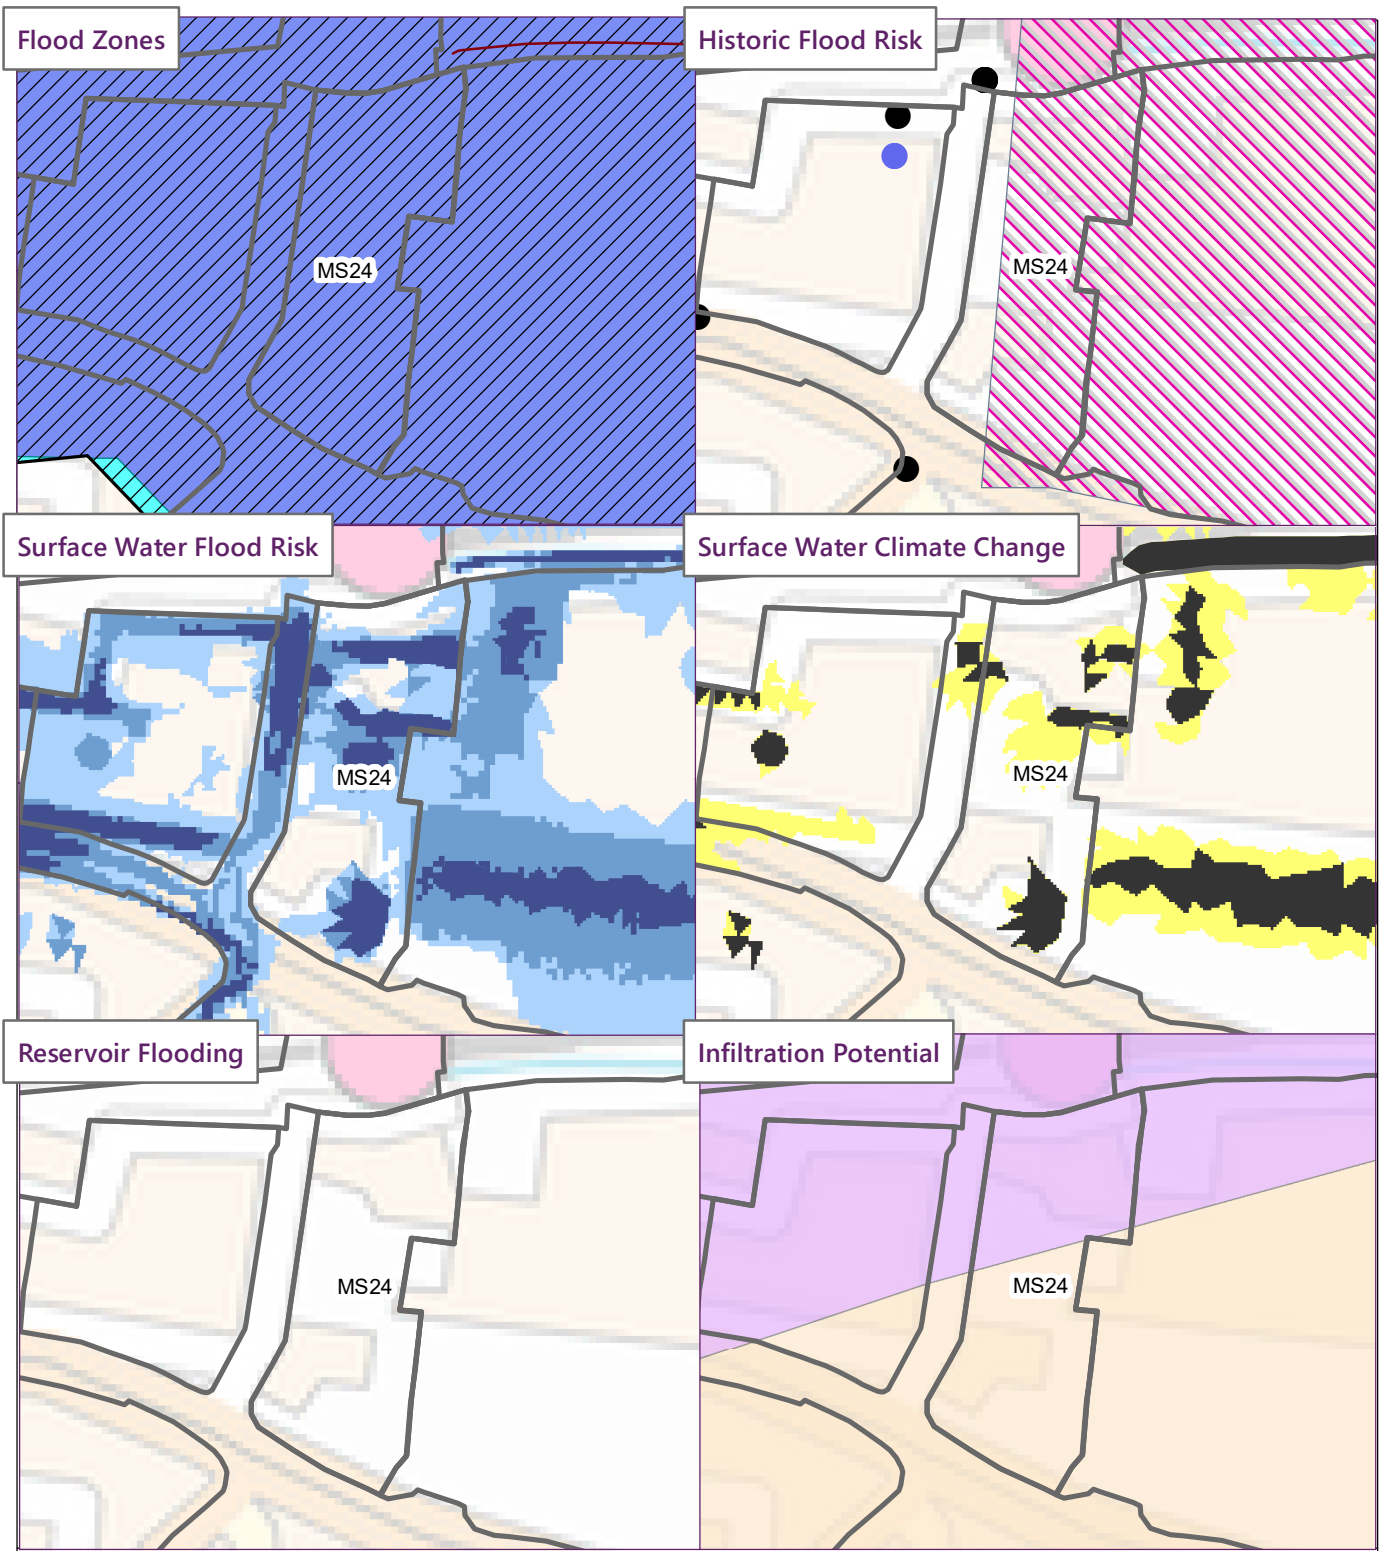 Flood Zones
Historic Flood Risk
MS24
MS24
Surface Water Flood Risk
Surface Water Climate Change
MS24
MS24
Reservoir Flooding
Infiltration Potential
MS24
MS24